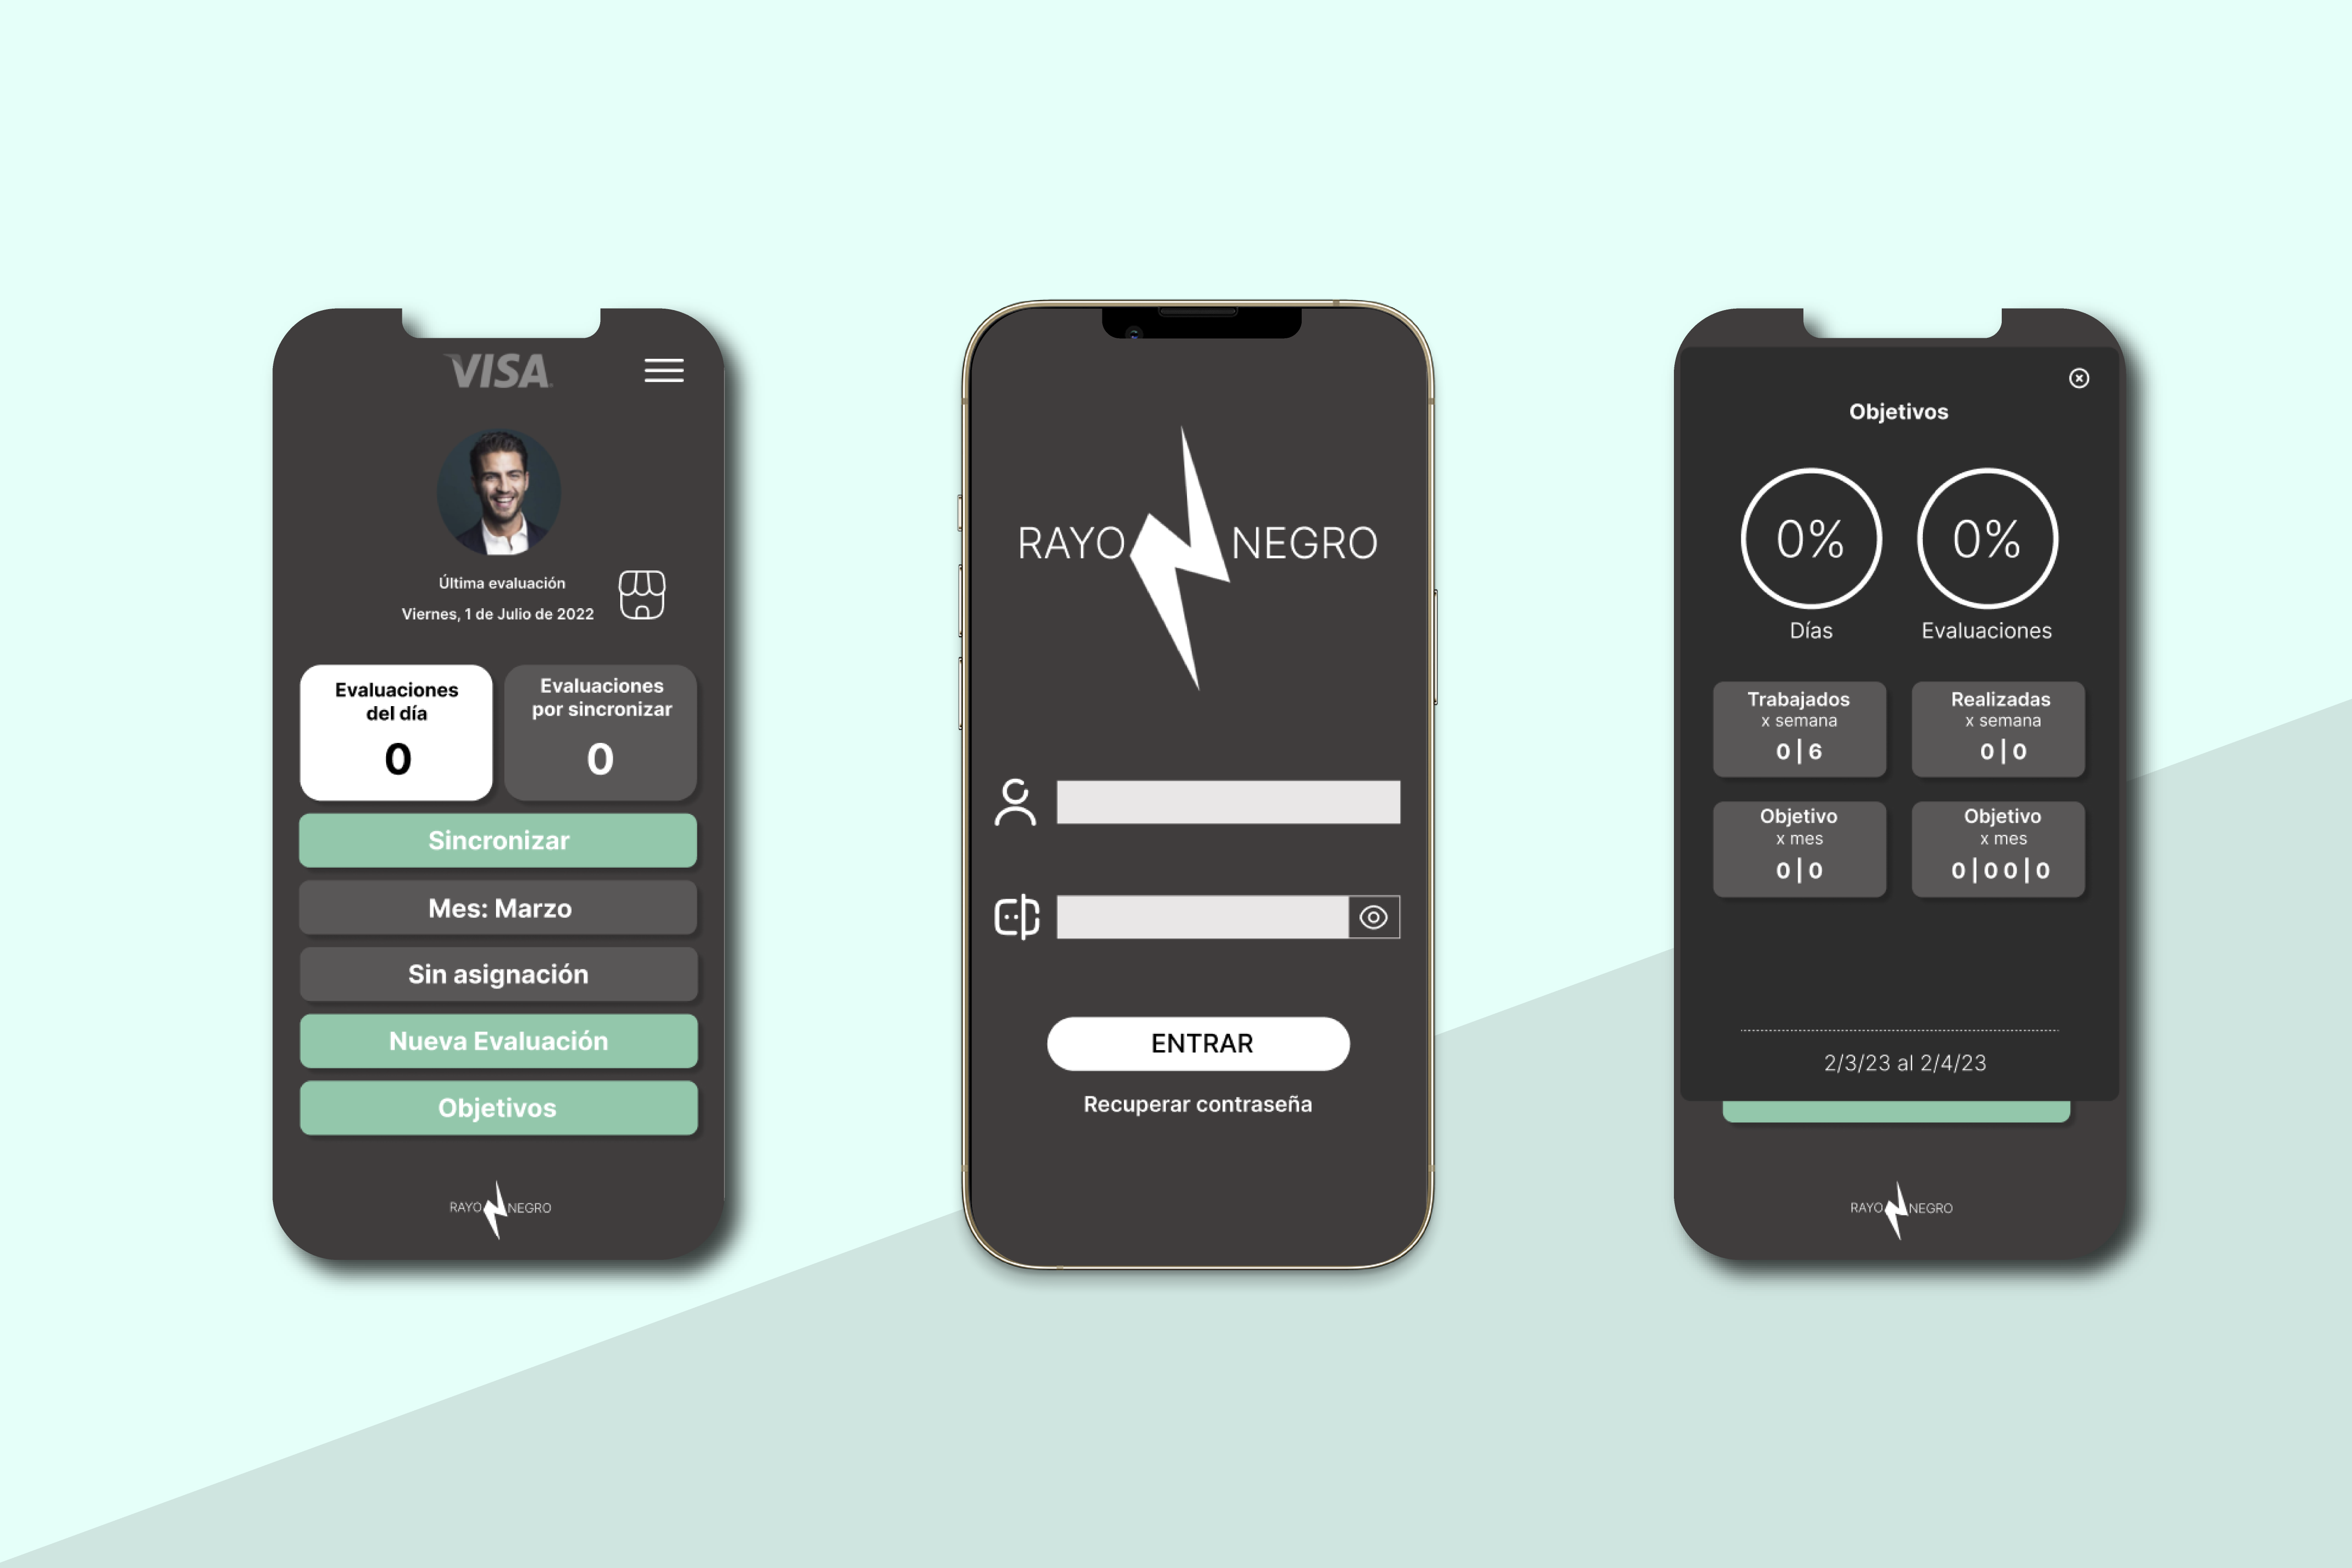 VISA
Última evaluación
Viernes, 1 de Julio de 2022
Evaluaciones
del día
0
Evaluaciones
por sincronizar
0
Sincronizar
Mes: Marzo
Sin asignación
Nueva Evaluación
Objetivos
RAYO NEGRO
RAYO NEGRO
ENTRAR
Recuperar contraseña
Objetivos
0% 0%
Días Evaluaciones
Trabajados
x semana
0|6
Realizadas
x semana
0|0
Objetivo
x mes
0|0
Objetivo
x mes
0|0 0|0
2/3/23 al 2/4/23
RAYO NEGRO